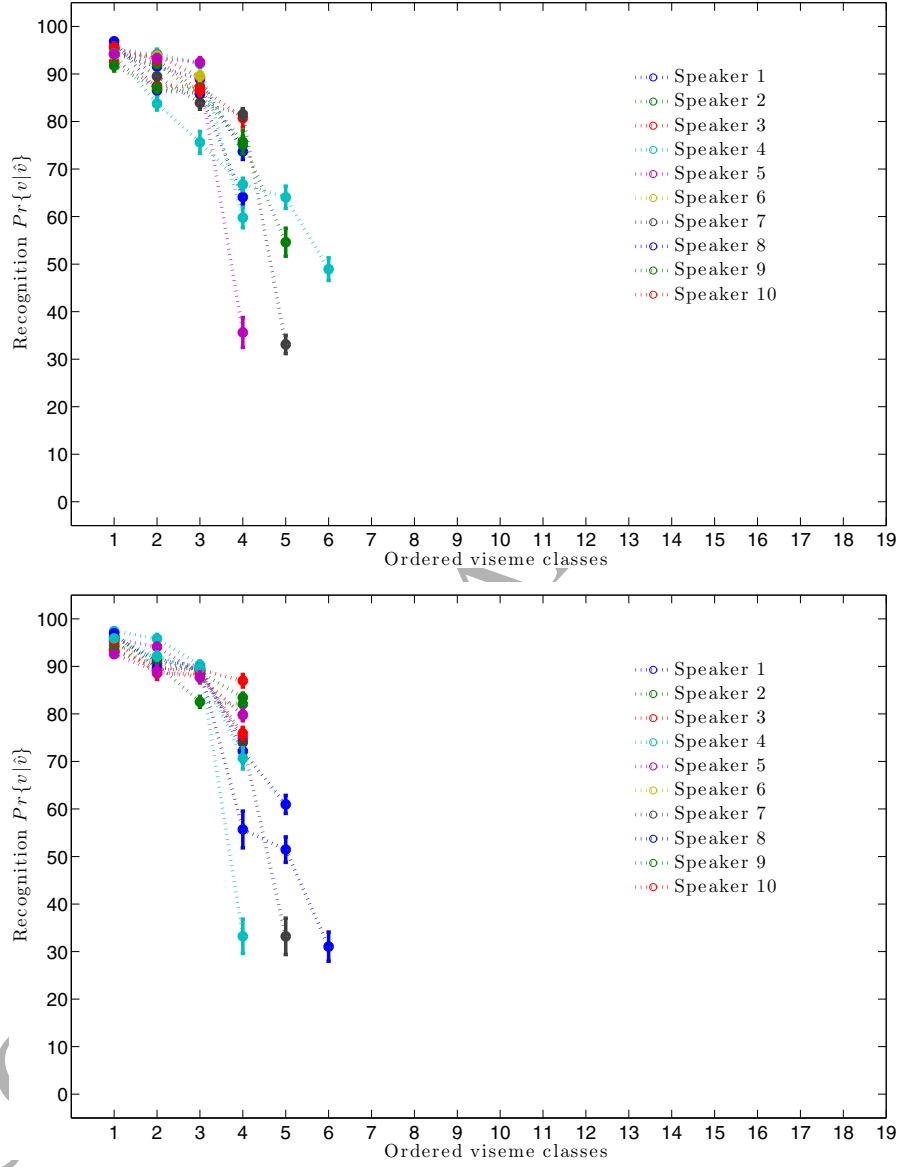 100
90
80
70
60
50
40
30
20
10
0
Recognition Pr{v|v̂}
Speaker 1
Speaker 2
Speaker 3
Speaker 4
Speaker 5
Speaker 6
Speaker 7
Speaker 8
Speaker 9
Speaker 10
1 2 3 4 5 6 7 8 9 10 11 12 13 14 15 16 17 18 19
Ordered viseme classes
100
90
80
70
60
50
40
30
20
10
0
Recognition Pr{v|v̂}
Speaker 1
Speaker 2
Speaker 3
Speaker 4
Speaker 5
Speaker 6
Speaker 7
Speaker 8
Speaker 9
Speaker 10
1 2 3 4 5 6 7 8 9 10 11 12 13 14 15 16 17 18 19
Ordered viseme classes